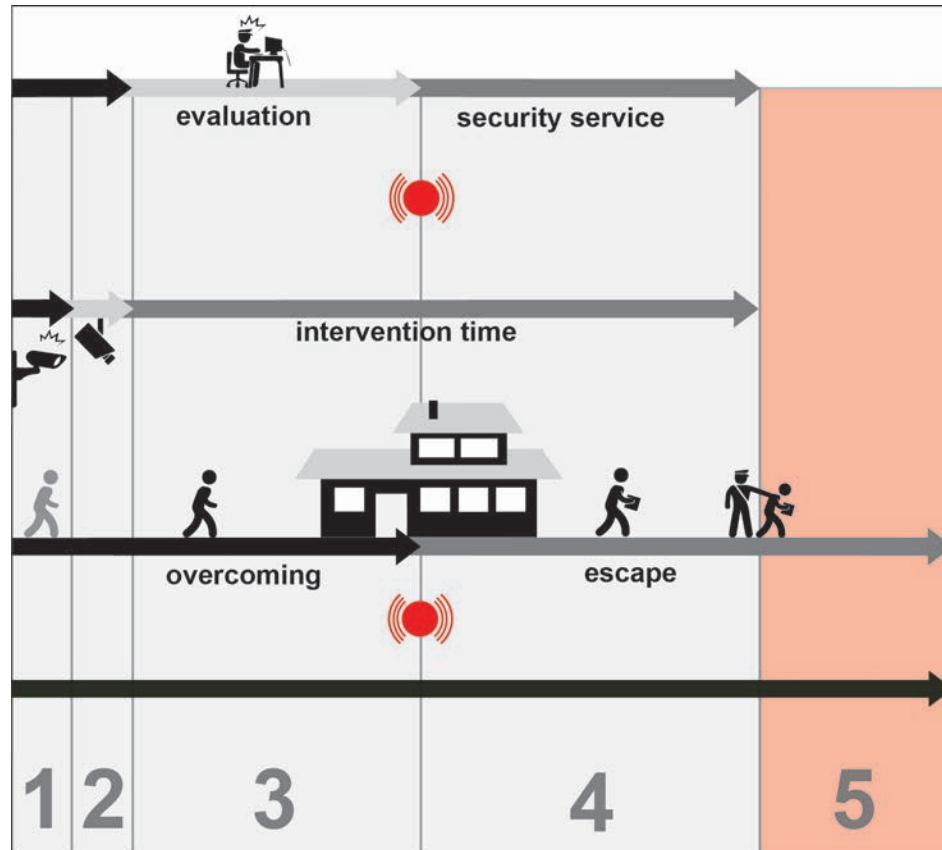 evaluation
security service
intervention time
overcoming
escape
1 2 3 4 5